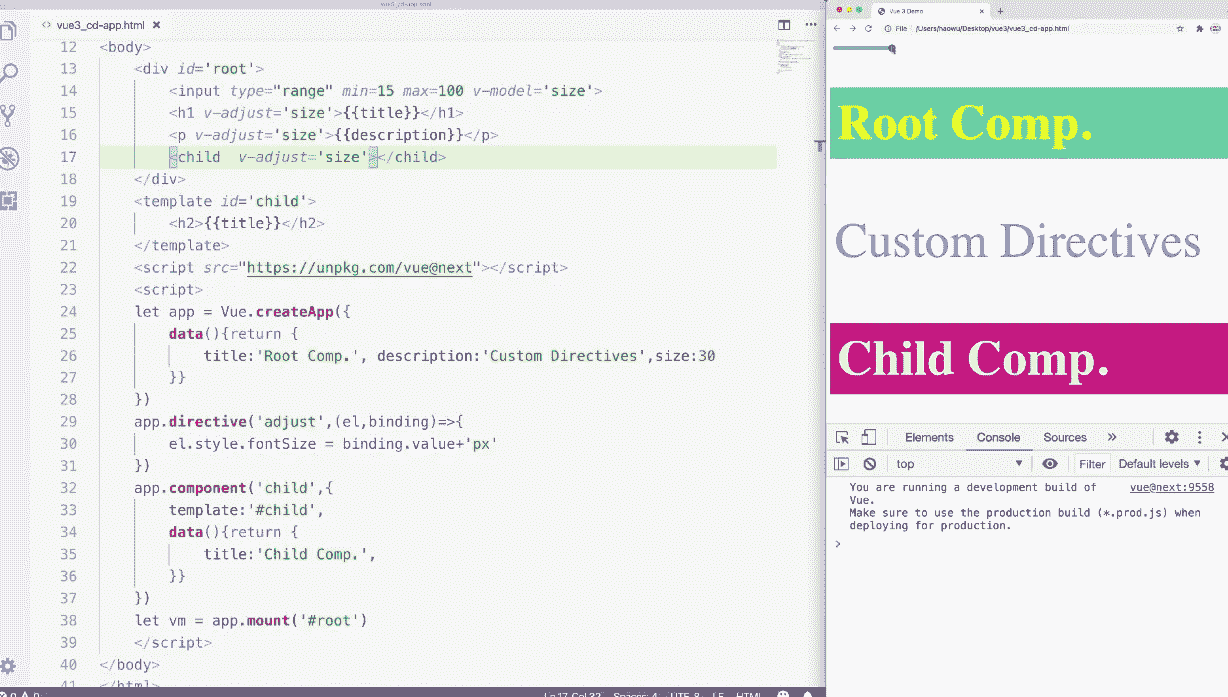 vue3_cd-app.html
vue3_cd-app.html
12 <body>
13 <div id='root'>
14 <input type="range" min=15 max=100 v-model='size'>
15 <h1 v-adjust='size'>{{title}}</h1>
16 <p v-adjust='size'>{{description}}</p>
17 <child v-adjust='size'></child>
18 </div>
19 <template id='child'>
20 <h2>{{title}}</h2>
21 </template>
22 <script src="https://unpkg.com/vue@next"></script>
23 <script>
24 let app = Vue.createApp({
25 data(){return {
26 title:'Root Comp.', description:'Custom Directives',size:30
27 }}
28 })
29 app.directive('adjust',(el,binding)=>{
30 el.style.fontSize = binding.value+'px'
31 })
32 app.component('child',{
33 template:'#child',
34 data(){return {
35 title:'Child Comp.',
36 }}
37 })
38 let vm = app.mount('#root')
39 </script>
40 </body>
41 </html>
0 0
Ln 17, Col 32 Spaces: 4 UTF-8 LF HTML
Vue 3 Demo
File /Users/haowu/Desktop/vue3/vue3_cd-app.html
Root Comp.
Custom Directives
Child Comp.
Elements Console Sources »
top Filter Default levels
You are running a development build of vue@next:9558
Vue.
Make sure to use the production build (*.prod.js) when
deploying for production.